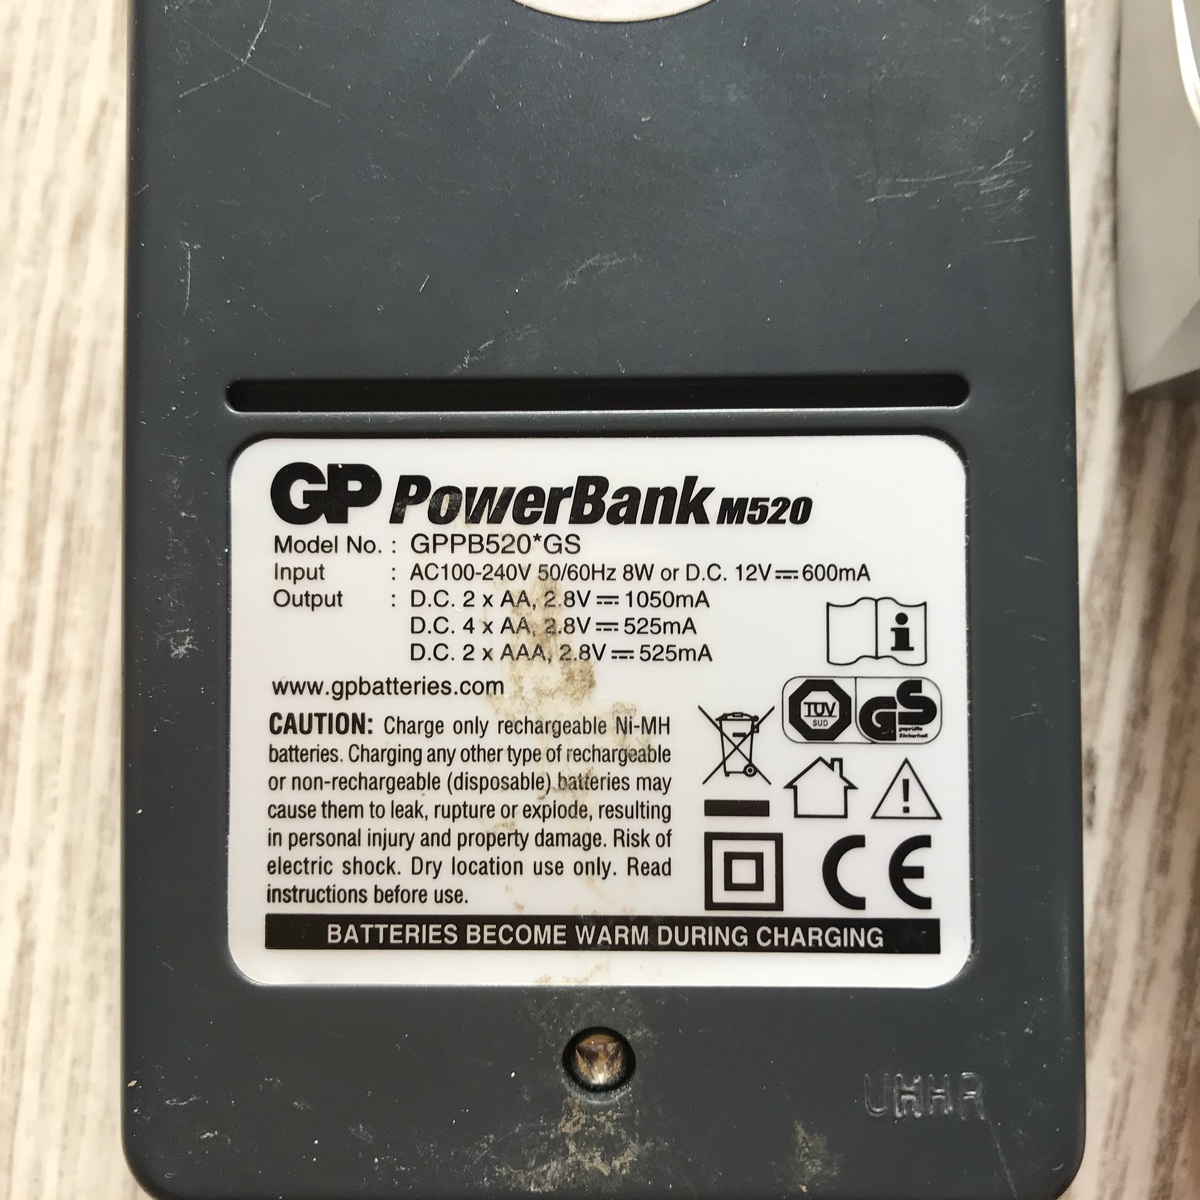 GP PowerBank M520
Model No. : GPPB520*GS
Input : AC100-240V 50/60Hz 8W or D.C. 12V⎓600mA
Output : D.C. 2 x AA, 2.8V⎓1050mA
D.C. 4 x AA, 2.8V⎓525mA
D.C. 2 x AAA, 2.8V⎓525mA
www.gpbatteries.com
CAUTION: Charge only rechargeable Ni-MH
batteries. Charging any other type of rechargeable
or non-rechargeable (disposable) batteries may
cause them to leak, rupture or explode, resulting
in personal injury and property damage. Risk of
electric shock. Dry location use only. Read
instructions before use.
i
TÜV
SUD
GS
geprüfte
Sicherheit
!
CE
BATTERIES BECOME WARM DURING CHARGING